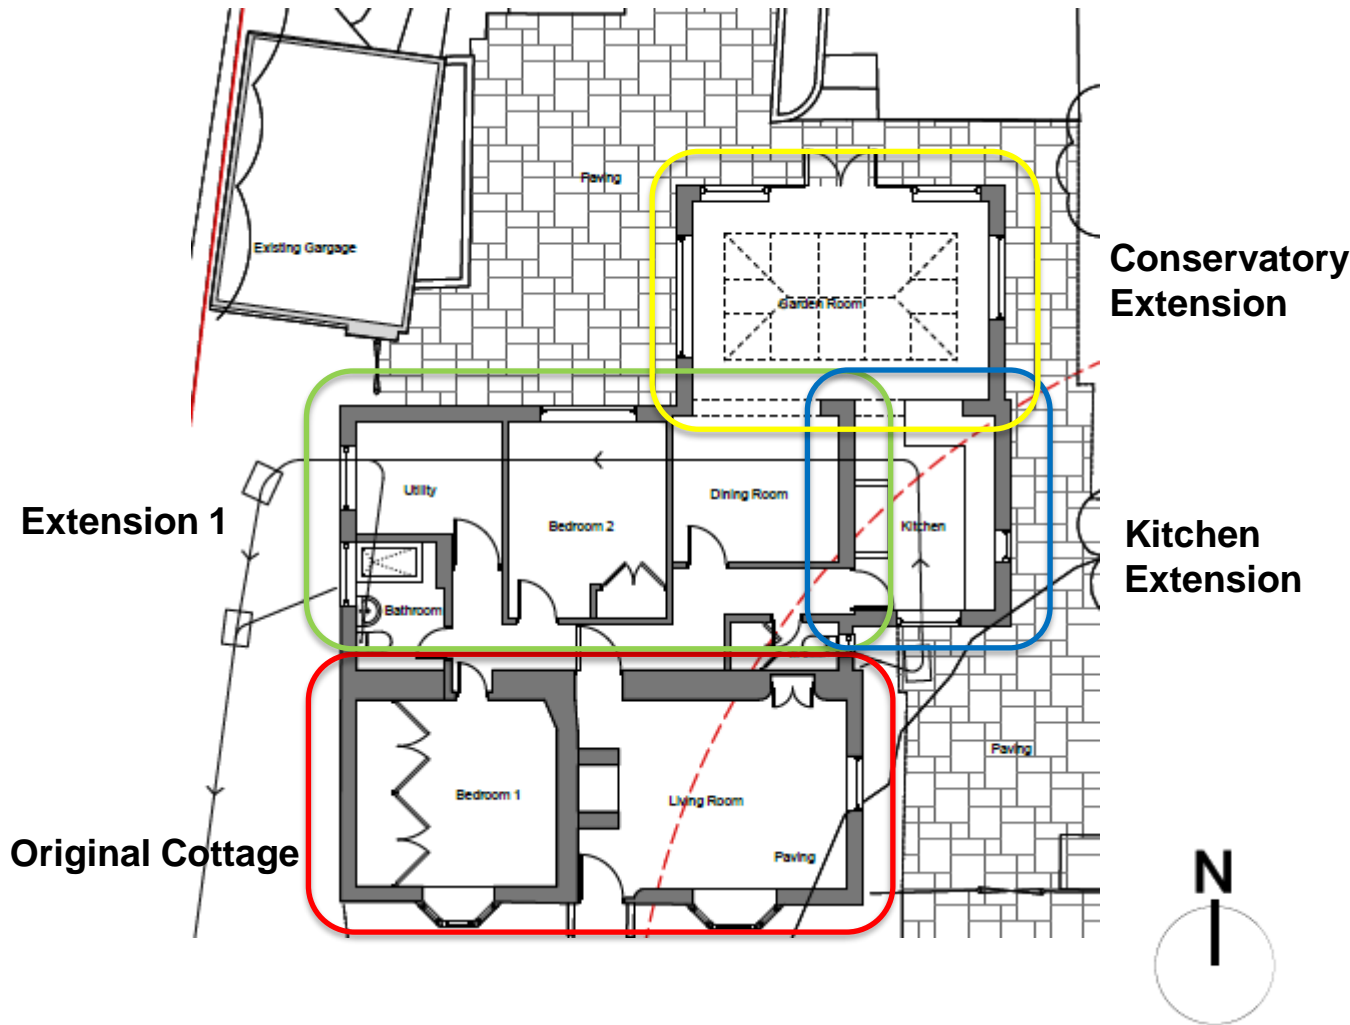 Paving
Existing Gargage
Conservatory
Extension
Garden Room
Extension 1
Utility
Bedroom 2
Dining Room
Kitchen
Kitchen
Extension
Bathroom
Paving
Original Cottage
Bedroom 1
Living Room
Paving
N